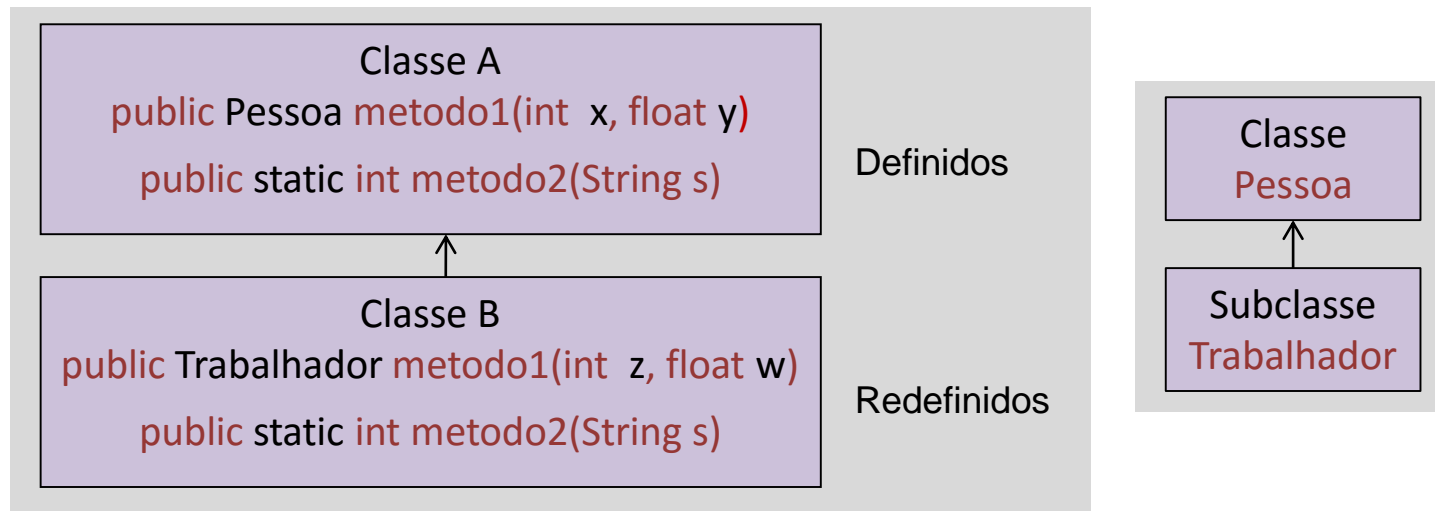 Classe A
public Pessoa metodo1(int x, float y)
public static int metodo2(String s)
Definidos
Classe B
public Trabalhador metodo1(int z, float w)
public static int metodo2(String s)
Redefinidos
Classe
Pessoa
Subclasse
Trabalhador